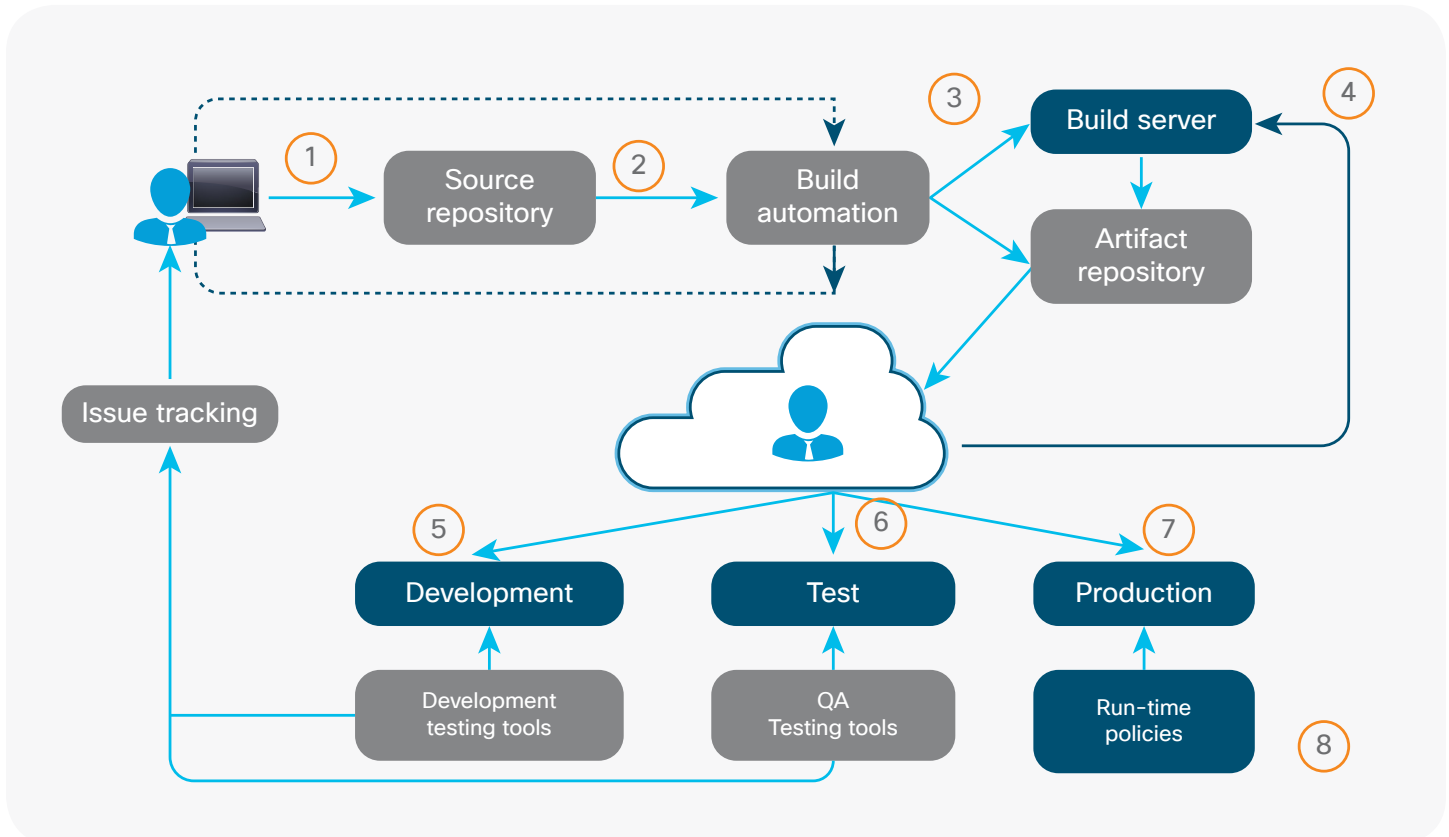 3
4
Build server
1
2
Source
repository
Build
automation
Artifact
repository
Issue tracking
5
6
7
Development
Test
Production
Development
testing tools
QA
Testing tools
Run-time
policies
8